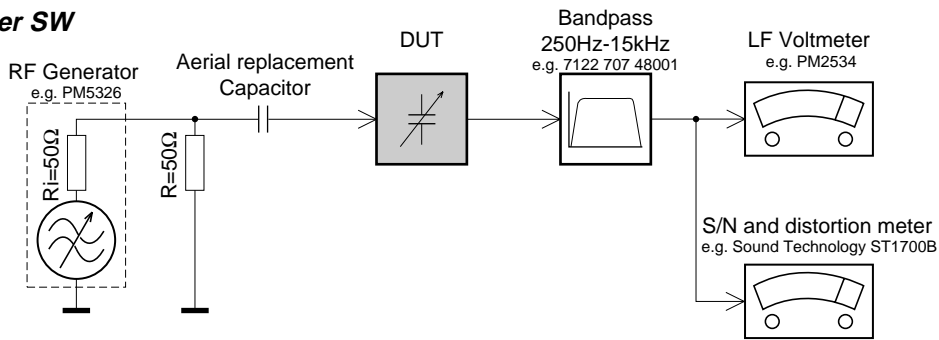 er SW
RF Generator
e.g. PM5326
Ri=50Ω
R=50Ω
Aerial replacement
Capacitor
DUT
Bandpass
250Hz-15kHz
e.g. 7122 707 48001
LF Voltmeter
e.g. PM2534
S/N and distortion meter
e.g. Sound Technology ST1700B